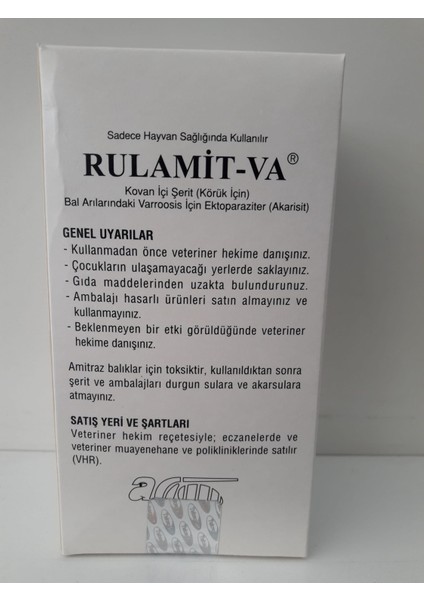 Sadece Hayvan Sağlığında Kullanılır
RULAMİT-VA®
Kovan İçi Şerit (Körük İçin)
Bal Arılarındaki Varroosis İçin Ektoparaziter (Akarisit)
GENEL UYARILAR
- Kullanmadan önce veteriner hekime danışınız.
- Çocukların ulaşamayacağı yerlerde saklayınız.
- Gıda maddelerinden uzakta bulundurunuz.
- Ambalajı hasarlı ürünleri satın almayınız ve
kullanmayınız.
- Beklenmeyen bir etki görüldüğünde veteriner
hekime danışınız.
Amitraz balıklar için toksiktir, kullanıldıktan sonra
şerit ve ambalajları durgun sulara ve akarsulara
atmayınız.
SATIŞ YERİ VE ŞARTLARI
Veteriner hekim reçetesiyle; eczanelerde ve
veteriner muayenehane ve polikliniklerinde satılır
(VHR).